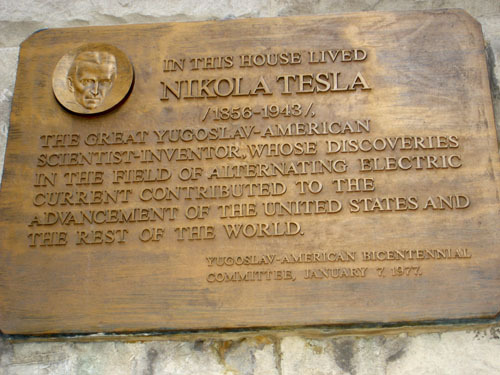 IN THIS HOUSE LIVED
NIKOLA TESLA
/1856-1943/,
THE GREAT YUGOSLAV-AMERICAN
SCIENTIST-INVENTOR, WHOSE DISCOVERIES
IN THE FIELD OF ALTERNATING ELECTRIC
CURRENT CONTRIBUTED TO THE
ADVANCEMENT OF THE UNITED STATES AND
THE REST OF THE WORLD.
YUGOSLAV-AMERICAN BICENTENNIAL
COMMITTEE, JANUARY 7, 1977.